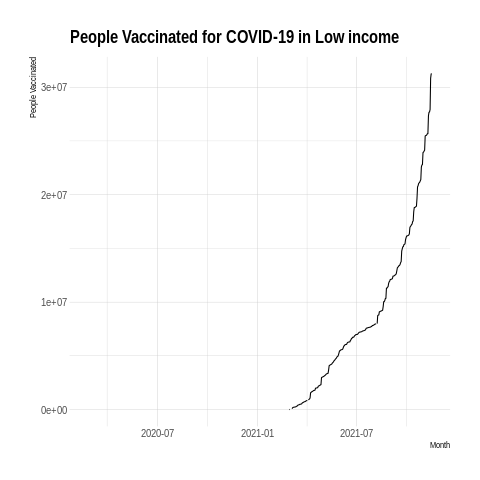 People Vaccinated for COVID-19 in Low income
People Vaccinated
3e+07
2e+07
1e+07
0e+00
2020-07 2021-01 2021-07
Month